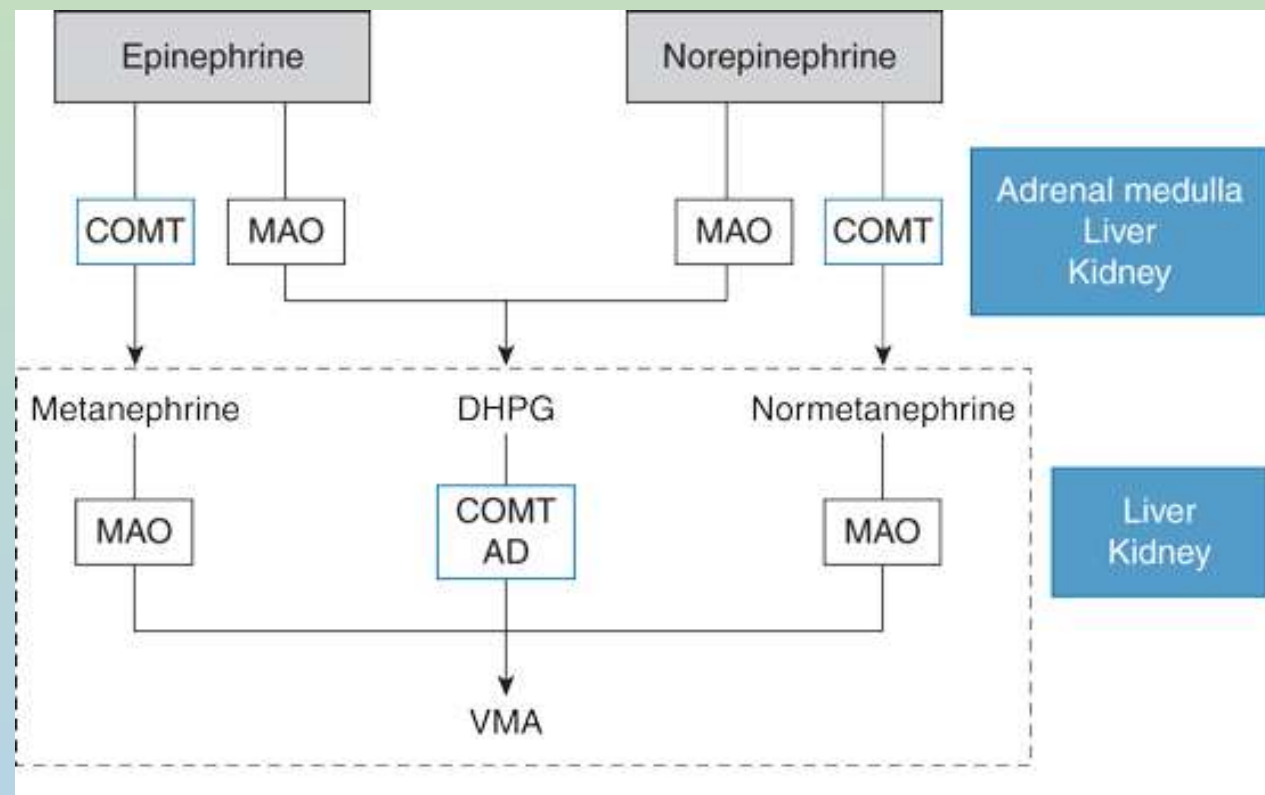 Epinephrine
Norepinephrine
COMT
MAO
MAO
COMT
Adrenal medulla
Liver
Kidney
Metanephrine
DHPG
Normetanephrine
MAO
COMT
AD
MAO
Liver
Kidney
VMA